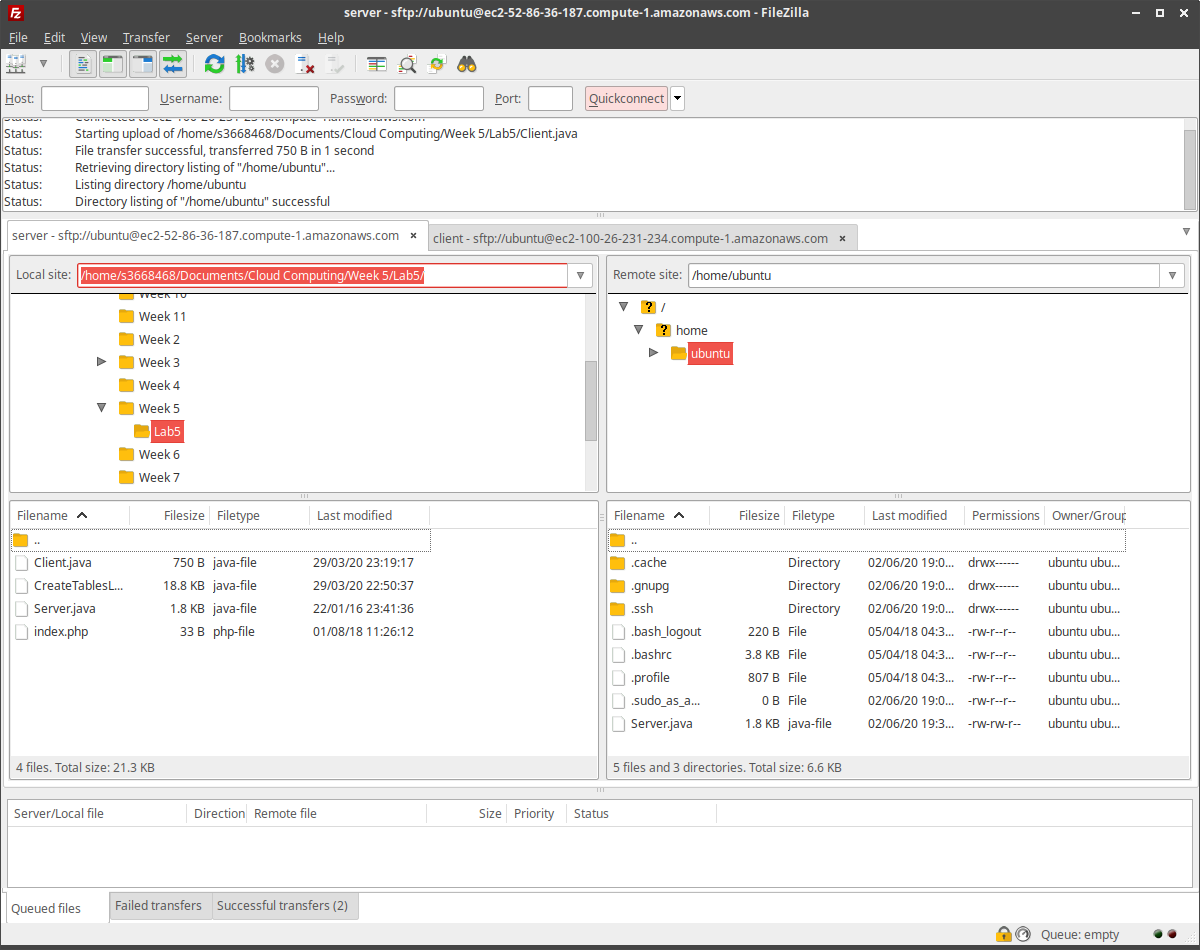 server - sftp://ubuntu@ec2-52-86-36-187.compute-1.amazonaws.com - FileZilla
File Edit View Transfer Server Bookmarks Help
Host: Username: Password: Port: Quickconnect
Status: Connected to ec2-100-26-231-234.compute-1.amazonaws.com
Status: Starting upload of /home/s3668468/Documents/Cloud Computing/Week 5/Lab5/Client.java
Status: File transfer successful, transferred 750 B in 1 second
Status: Retrieving directory listing of "/home/ubuntu"...
Status: Listing directory /home/ubuntu
Status: Directory listing of "/home/ubuntu" successful
server - sftp://ubuntu@ec2-52-86-36-187.compute-1.amazonaws.com client - sftp://ubuntu@ec2-100-26-231-234.compute-1.amazonaws.com
Local site: /home/s3668468/Documents/Cloud Computing/Week 5/Lab5/
Week 10
Week 11
Week 2
Week 3
Week 4
Week 5
Lab5
Week 6
Week 7
Remote site: /home/ubuntu
/
home
ubuntu
Filename Filesize Filetype Last modified
..
Client.java 750 B java-file 29/03/20 23:19:17
CreateTablesL... 18.8 KB java-file 29/03/20 22:50:37
Server.java 1.8 KB java-file 22/01/16 23:41:36
index.php 33 B php-file 01/08/18 11:26:12
4 files. Total size: 21.3 KB
Filename Filesize Filetype Last modified Permissions Owner/Group
..
.cache Directory 02/06/20 19:0... drwx------ ubuntu ubu...
.gnupg Directory 02/06/20 19:0... drwx------ ubuntu ubu...
.ssh Directory 02/06/20 19:0... drwx------ ubuntu ubu...
.bash_logout 220 B File 05/04/18 04:3... -rw-r--r-- ubuntu ubu...
.bashrc 3.8 KB File 05/04/18 04:3... -rw-r--r-- ubuntu ubu...
.profile 807 B File 05/04/18 04:3... -rw-r--r-- ubuntu ubu...
.sudo_as_a... 0 B File 02/06/20 19:0... -rw-r--r-- ubuntu ubu...
Server.java 1.8 KB java-file 02/06/20 19:3... -rw-rw-r-- ubuntu ubu...
5 files and 3 directories. Total size: 6.6 KB
Server/Local file Direction Remote file Size Priority Status
Queued files Failed transfers Successful transfers (2)
Queue: empty